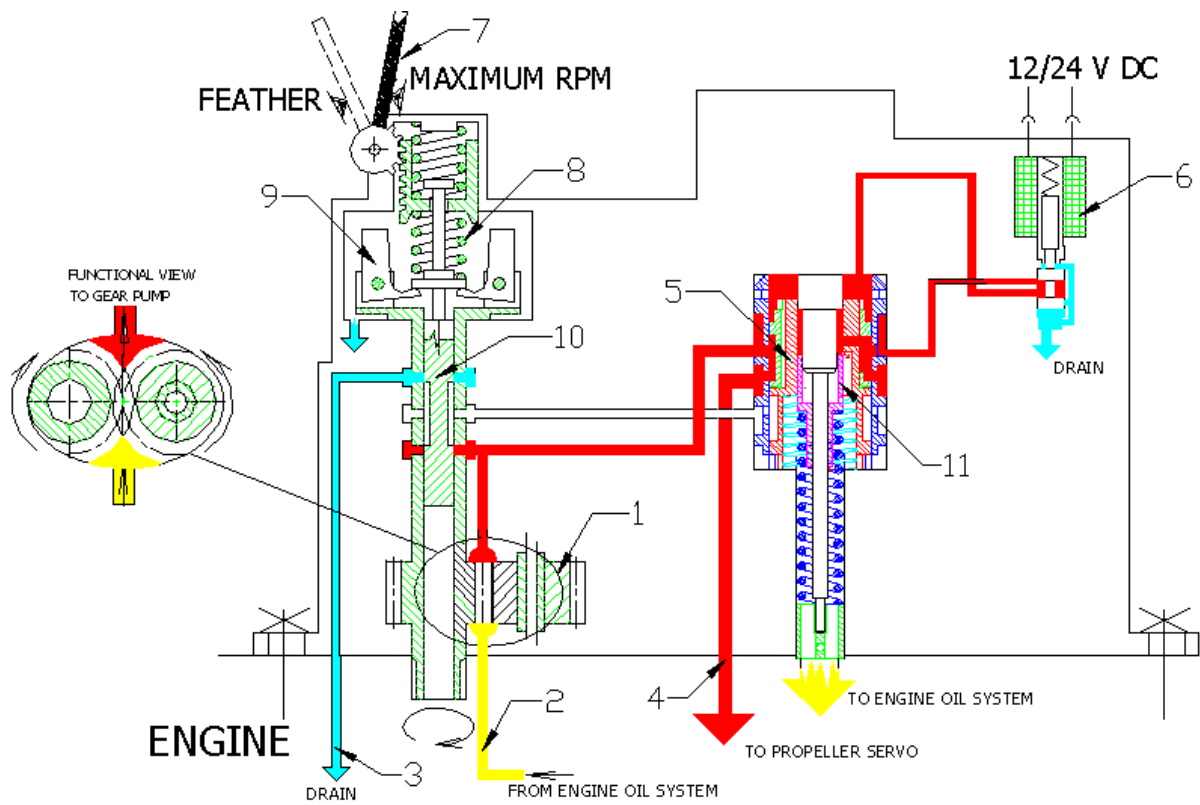 7
MAXIMUM RPM
FEATHER
12/24 V DC
8
9
6
FUNCTIONAL VIEW
TO GEAR PUMP
5
10
DRAIN
11
1
4
2
TO ENGINE OIL SYSTEM
ENGINE
3
TO PROPELLER SERVO
DRAIN
FROM ENGINE OIL SYSTEM